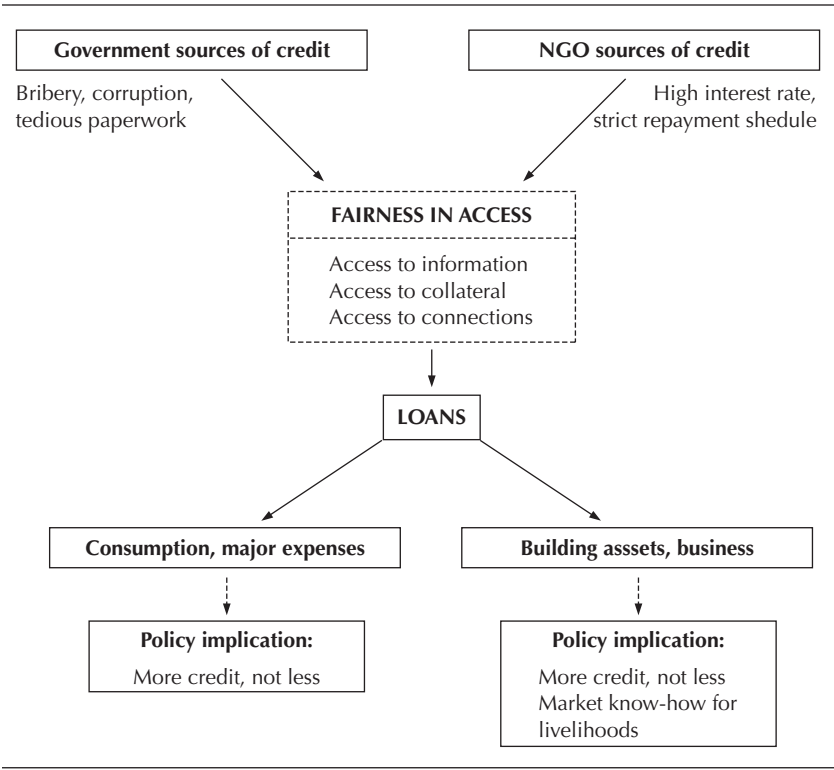 Government sources of credit
Bribery, corruption,
tedious paperwork
NGO sources of credit
High interest rate,
strict repayment shedule
FAIRNESS IN ACCESS
Access to information
Access to collateral
Access to connections
LOANS
Consumption, major expenses
Building asssets, business
Policy implication:
More credit, not less
Policy implication:
More credit, not less
Market know-how for
livelihoods